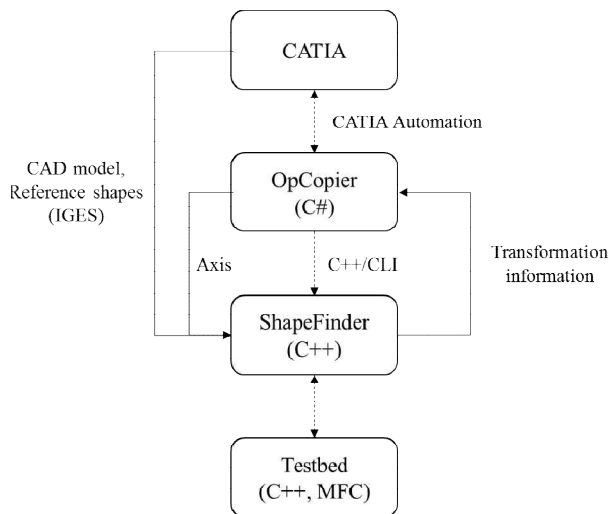 CATIA
CATIA Automation
CAD model,
Reference shapes
(IGES)
OpCopier
(C#)
Axis
C++/CLI
Transformation
information
ShapeFinder
(C++)
Testbed
(C++, MFC)